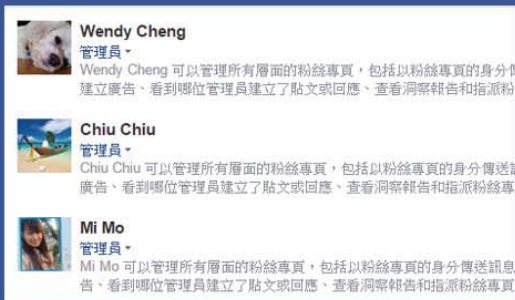 Wendy Cheng
管理員
Wendy Cheng 可以管理所有層面的粉絲專頁，包括以粉絲專頁的身分
建立廣告、看到哪位管理員建立了貼文或回應、查看洞察報告和指派粉
Chiu Chiu
管理員
Chiu Chiu 可以管理所有層面的粉絲專頁，包括以粉絲專頁的身分傳送
廣告、看到哪位管理員建立了貼文或回應、查看洞察報告和指派粉絲專
Mi Mo
管理員
Mi Mo 可以管理所有層面的粉絲專頁，包括以粉絲專頁的身分傳送訊息
告、看到哪位管理員建立了貼文或回應、查看洞察報告和指派粉絲專頁